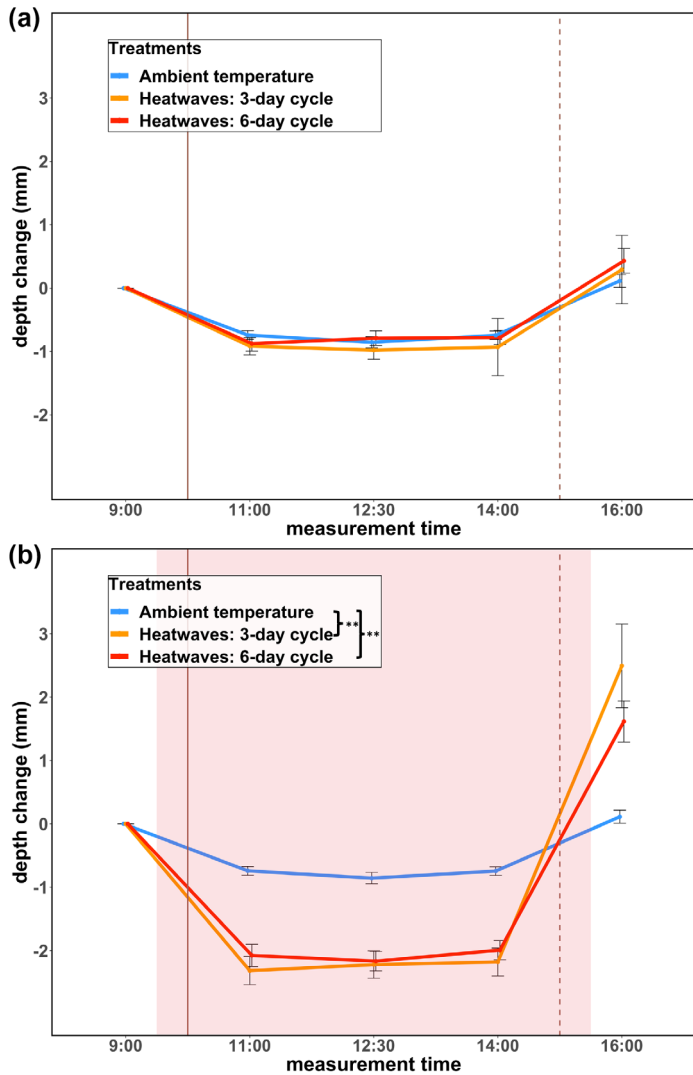 (a)
Treatments
Ambient temperature
Heatwaves: 3-day cycle
Heatwaves: 6-day cycle
3
2
1
0
-1
-2
depth change (mm)
9:00 11:00 12:30 14:00 16:00
measurement time
(b)
Treatments
Ambient temperature
Heatwaves: 3-day cycle **
Heatwaves: 6-day cycle ***
3
2
1
0
-1
-2
depth change (mm)
9:00 11:00 12:30 14:00 16:00
measurement time